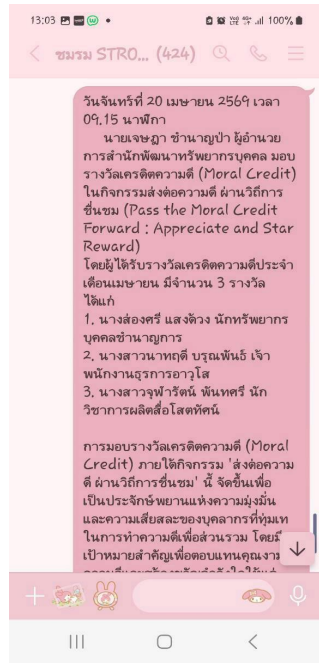 13:03
100%
ชมรม STRO... (424)
วันจันทร์ที่ 20 เมษายน 2569 เวลา
09.15 นาฬิกา
นายเจษฎา ชำนาญป่า ผู้อำนวย
การสำนักพัฒนาทรัพยากรบุคคล มอบ
รางวัลเครดิตความดี (Moral Credit)
ในกิจกรรมส่งต่อความดี ผ่านวิถีการ
ชื่นชม (Pass the Moral Credit
Forward : Appreciate and Star
Reward)
โดยผู้ได้รับรางวัลเครดิตความดีประจำ
เดือนเมษายน มีจำนวน 3 รางวัล
ได้แก่
1. นางส่องศรี แสงด้วง นักทรัพยากร
บุคคลชำนาญการ
2. นางสาวนาทฤดี บรุณพันธ์ เจ้า
พนักงานธุรการอาวุโส
3. นางสาวจุฬารัตน์ พันทศรี นัก
วิชาการผลิตสื่อโสตทัศน์
การมอบรางวัลเครดิตความดี (Moral
Credit) ภายใต้กิจกรรม 'ส่งต่อความ
ดี ผ่านวิถีการชื่นชม' นี้ จัดขึ้นเพื่อ
เป็นประจักษ์พยานแห่งความมุ่งมั่น
และความเสียสละของบุคลากรที่ทุ่มเท
ในการทำความดีเพื่อส่วนรวม โดยมี
เป้าหมายสำคัญเพื่อตอบแทนคุณงาม